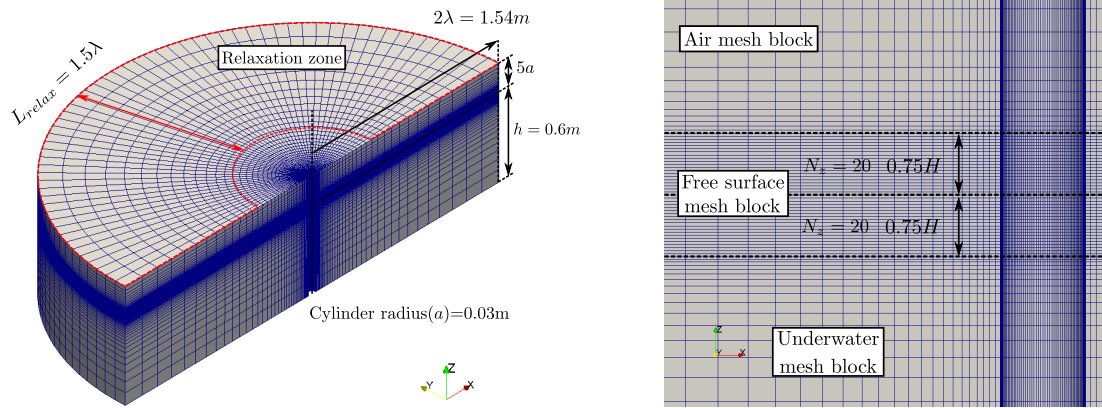 2λ = 1.54m
Relaxation zone
L_relax = 1.5λ
5a
h = 0.6m
Cylinder radius(a)=0.03m
Z
Y
X
Air mesh block
N_z = 20 0.75H
Free surface
mesh block
N_z = 20 0.75H
Z
Y
X
Underwater
mesh block